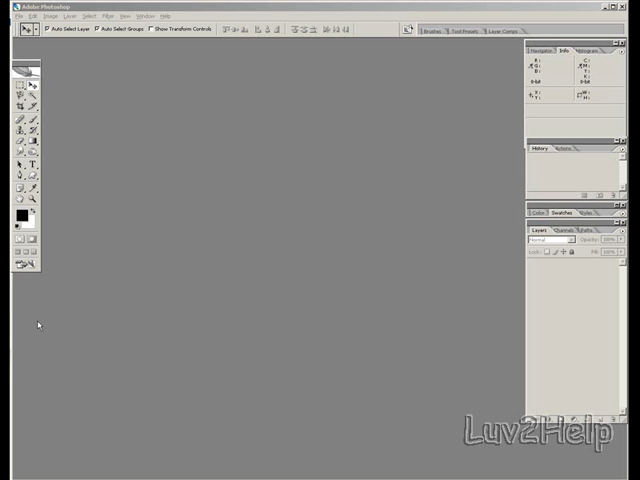 Adobe Photoshop
File Edit Image Layer Select Filter View Window Help
Auto Select Layer Auto Select Groups Show Transform Controls
Brushes Tool Presets Layer Comps
Navigator Info Histogram
R: C:
G: M:
B: Y:
K:
8-bit 8-bit
X: W:
Y: H:
History Actions
Color Swatches Styles
Layers Channels Paths
Normal Opacity: 100%
Lock: Fill: 100%
Luv2Help